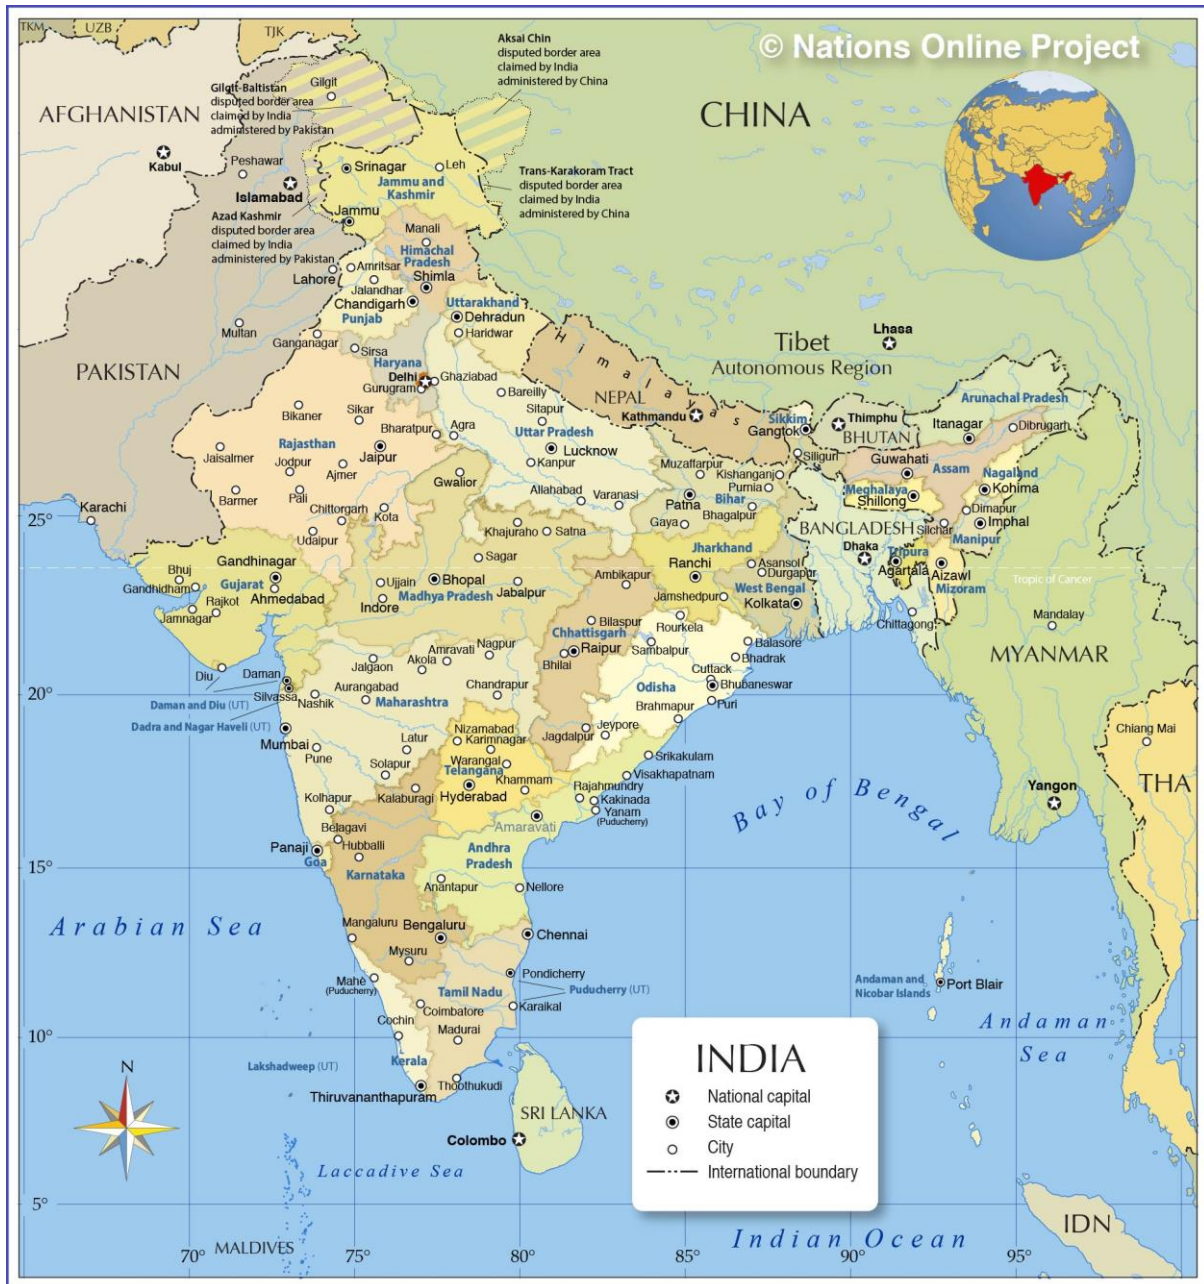 TKM
UZB
TJK
© Nations Online Project
Aksai Chin
disputed border area
claimed by India
administered by China
Gilgit
Gilgit-Baltistan
disputed border area
claimed by India
administered by Pakistan
AFGHANISTAN
CHINA
Kabul
Peshawar
Islamabad
Srinagar
Leh
Jammu and
Kashmir
Trans-Karakoram Tract
disputed border area
claimed by India
administered by China
Azad Kashmir
disputed border area
claimed by India
administered by Pakistan
Jammu
Manali
Himachal
Pradesh
Lahore
Amritsar
Jalandhar
Shimla
Chandigarh
Punjab
Uttarakhand
Dehradun
Haridwar
Multan
Ganganagar
Sirsa
Haryana
Delhi
Ghaziabad
Gurugram
PAKISTAN
Himalayas
NEPAL
Kathmandu
Tibet
Autonomous Region
Lhasa
Bareilly
Sitapur
Bikaner
Sikar
Bharatpur
Agra
Uttar Pradesh
Lucknow
Kanpur
Sikkim
Gangtok
Thimphu
BHUTAN
Arunachal Pradesh
Itanagar
Dibrugarh
Rajasthan
Jaipur
Jaisalmer
Jodpur
Ajmer
Gwalior
Muzaffarpur
Kishanganj
Siliguri
Guwahati
Assam
Nagaland
Kohima
Barmer
Pali
Chittorgarh
Kota
Allahabad
Varanasi
Purnia
Patna
Bihar
Bhagalpur
Gaya
Meghalaya
Shillong
Dimapur
Imphal
Silchar
Manipur
Karachi
25°
Udaipur
Khajuraho
Satna
Sagar
BANGLADESH
Dhaka
Tripura
Agartala
Aizawl
Mizoram
Tropic of Cancer
Bhuj
Gandhinagar
Gandhidham
Gujarat
Ahmedabad
Rajkot
Jamnagar
Ujjain
Indore
Bhopal
Madhya Pradesh
Jabalpur
Ambikapur
Jharkhand
Ranchi
Jamshedpur
Asansol
Durgapur
West Bengal
Kolkata
Chittagong
Mandalay
MYANMAR
Diu
Daman
Silvassa
Daman and Diu (UT)
Dadra and Nagar Haveli (UT)
20°
Jalgaon
Akola
Amravati
Nagpur
Bilaspur
Chhattisgarh
Raipur
Bhilai
Rourkela
Sambalpur
Balasore
Bhadrak
Cuttack
Bhubaneswar
Odisha
Puri
Brahmapur
Nashik
Aurangabad
Maharashtra
Chandrapur
Mumbai
Pune
Latur
Solapur
Nizamabad
Karimnagar
Warangal
Telangana
Khammam
Hyderabad
Jagdalpur
Jeypore
Srikakulam
Visakhapatnam
Rajahmundry
Kakinada
Yanam
(Puducherry)
Chiang Mai
Yangon
THA
Bay of Bengal
Kolhapur
Kalaburagi
Amaravati
Belagavi
Hubballi
Panaji
Goa
15°
Karnataka
Andhra
Pradesh
Anantapur
Nellore
Arabian Sea
Mangaluru
Bengaluru
Chennai
Mysuru
Mahé
(Puducherry)
Pondicherry
Puducherry (UT)
Tamil Nadu
Karaikal
Coimbatore
Cochin
Madurai
Andaman and
Nicobar Islands
Port Blair
Andaman
Sea
10°
Lakshadweep (UT)
Kerala
Thoothukudi
Thiruvananthapuram
N
SRI LANKA
Colombo
INDIA
National capital
State capital
City
International boundary
Laccadive Sea
5°
IDN
Indian Ocean
MALDIVES
70°
75°
80°
85°
90°
95°